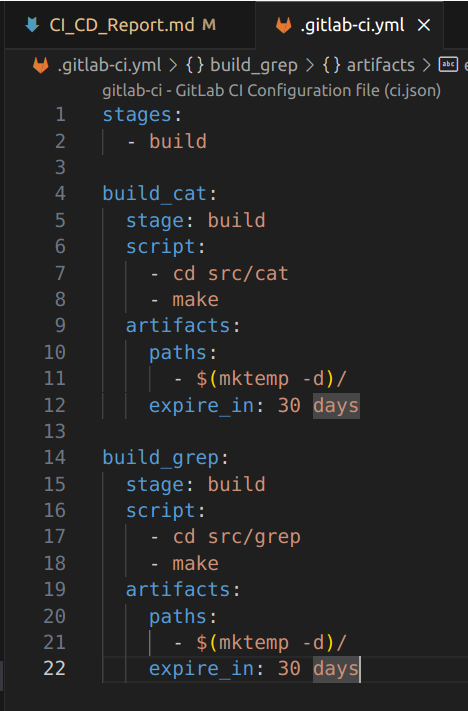 CI_CD_Report.md M
.gitlab-ci.yml ×
.gitlab-ci.yml > {} build_grep > {} artifacts > abc e
gitlab-ci - GitLab CI Configuration file (ci.json)
1 stages:
2   - build
3
4 build_cat:
5   stage: build
6   script:
7     - cd src/cat
8     - make
9   artifacts:
10     paths:
11       - $(mktemp -d)/
12     expire_in: 30 days
13
14 build_grep:
15   stage: build
16   script:
17     - cd src/grep
18     - make
19   artifacts:
20     paths:
21       - $(mktemp -d)/
22     expire_in: 30 days